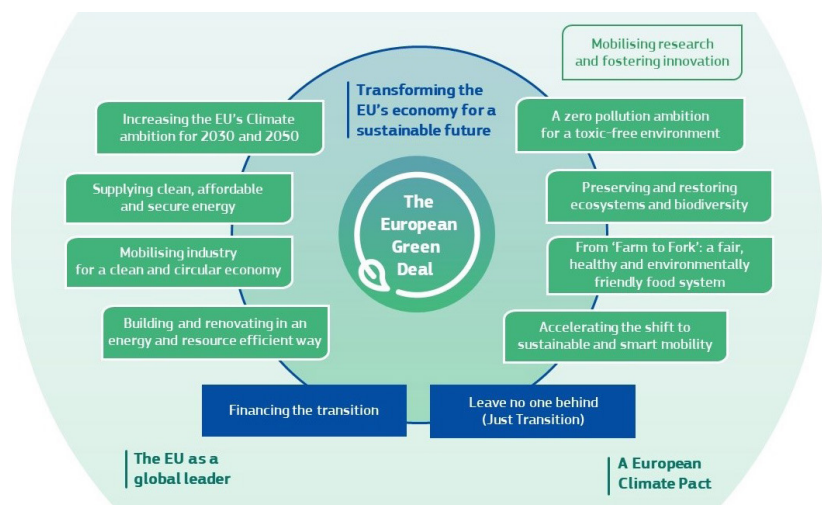 Mobilising research
and fostering innovation
Transforming the
EU's economy for a
sustainable future
Increasing the EU's Climate
ambition for 2030 and 2050
Supplying clean, affordable
and secure energy
Mobilising industry
for a clean and circular economy
Building and renovating in an
energy and resource efficient way
The
European
Green
Deal
A zero pollution ambition
for a toxic-free environment
Preserving and restoring
ecosystems and biodiversity
From 'Farm to Fork': a fair,
healthy and environmentally
friendly food system
Accelerating the shift to
sustainable and smart mobility
Financing the transition
Leave no one behind
(Just Transition)
The EU as a
global leader
A European
Climate Pact